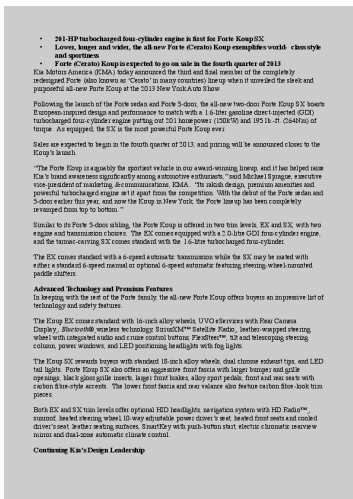 • 201-HP turbocharged four-cylinder engine is first for Forte Koup SX
• Lower, longer and wider, the all-new Forte (Cerato) Koup exemplifies world- class style
and sportiness
• Forte (Cerato) Koup is expected to go on sale in the fourth quarter of 2013
Kia Motors America (KMA) today announced the third and final member of the completely
redesigned Forte (also known as 'Cerato' in many countries) lineup when it unveiled the sleek and
purposeful all-new Forte Koup at the 2013 New York Auto Show.
Following the launch of the Forte sedan and Forte 5-door, the all-new two-door Forte Koup SX boasts
European-inspired design and performance to match with a 1.6-liter gasoline direct-injected (GDI)
turbocharged four-cylinder engine putting out 201 horsepower (150kW) and 195 lb.-ft. (264Nm) of
torque. As equipped, the SX is the most powerful Forte Koup ever.
Sales are expected to begin in the fourth quarter of 2013, and pricing will be announced closer to the
Koup's launch.
"The Forte Koup is arguably the sportiest vehicle in our award-winning lineup, and it has helped raise
Kia's brand awareness significantly among automotive enthusiasts," said Michael Sprague, executive
vice-president of marketing & communications, KMA. "Its rakish design, premium amenities and
powerful turbocharged engine set it apart from the competition. With the debut of the Forte sedan and
5-door earlier this year, and now the Koup in New York, the Forte lineup has been completely
revamped from top to bottom."
Similar to its Forte 5-door sibling, the Forte Koup is offered in two trim levels, EX and SX, with two
engine and transmission choices. The EX comes equipped with a 2.0-litre GDI four-cylinder engine,
and the tarmac-carving SX comes standard with the 1.6-litre turbocharged four-cylinder.
The EX comes standard with a 6-speed automatic transmission while the SX may be mated with
either a standard 6-speed manual or optional 6-speed automatic featuring steering-wheel-mounted
paddle shifters.
Advanced Technology and Premium Features
In keeping with the rest of the Forte family, the all-new Forte Koup offers buyers an impressive list of
technology and safety features.
The Koup EX comes standard with 16-inch alloy wheels, UVO eServices with Rear Camera
Display, Bluetooth® wireless technology, SiriusXM™ Satellite Radio, leather-wrapped steering
wheel with integrated audio and cruise control buttons, FlexSteer™, tilt and telescoping steering
column, power windows, and LED positioning headlights with fog lights.
The Koup SX rewards buyers with standard 18-inch alloy wheels, dual chrome exhaust tips, and LED
tail lights. Forte Koup SX also offers an aggressive front fascia with larger bumper and grille
openings, black gloss grille inserts, larger front brakes, alloy sport pedals, front and rear seats with
carbon fibre-style accents. The lower front fascia and rear valance also feature carbon fibre-look trim
pieces.
Both EX and SX trim levels offer optional HID headlights, navigation system with HD Radio™,
sunroof, heated steering wheel, 10-way adjustable power driver's seat, heated front seats and cooled
driver's seat, leather seating surfaces, SmartKey with push-button start, electric chromatic rearview
mirror and dual-zone automatic climate control.
Continuing Kia's Design Leadership